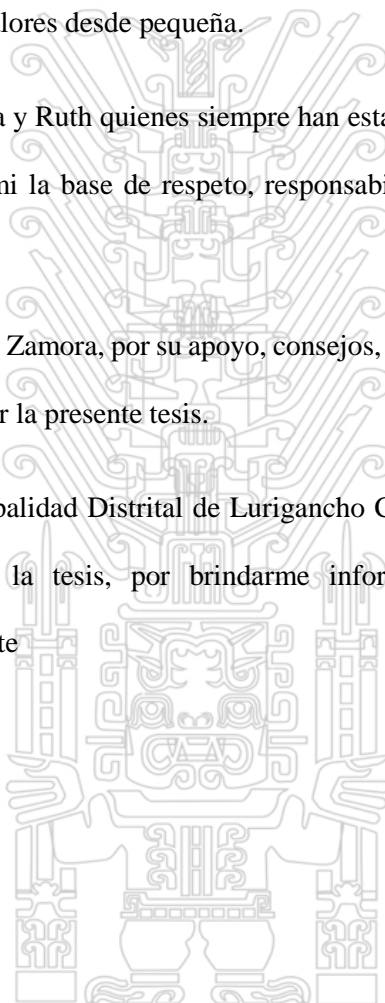 lores desde pequeña.
a y Ruth quienes siempre han esta
ni la base de respeto, responsabi
Zamora, por su apoyo, consejos,
r la presente tesis.
palidad Distrital de Lurigancho C
la tesis, por brindarme infor
te